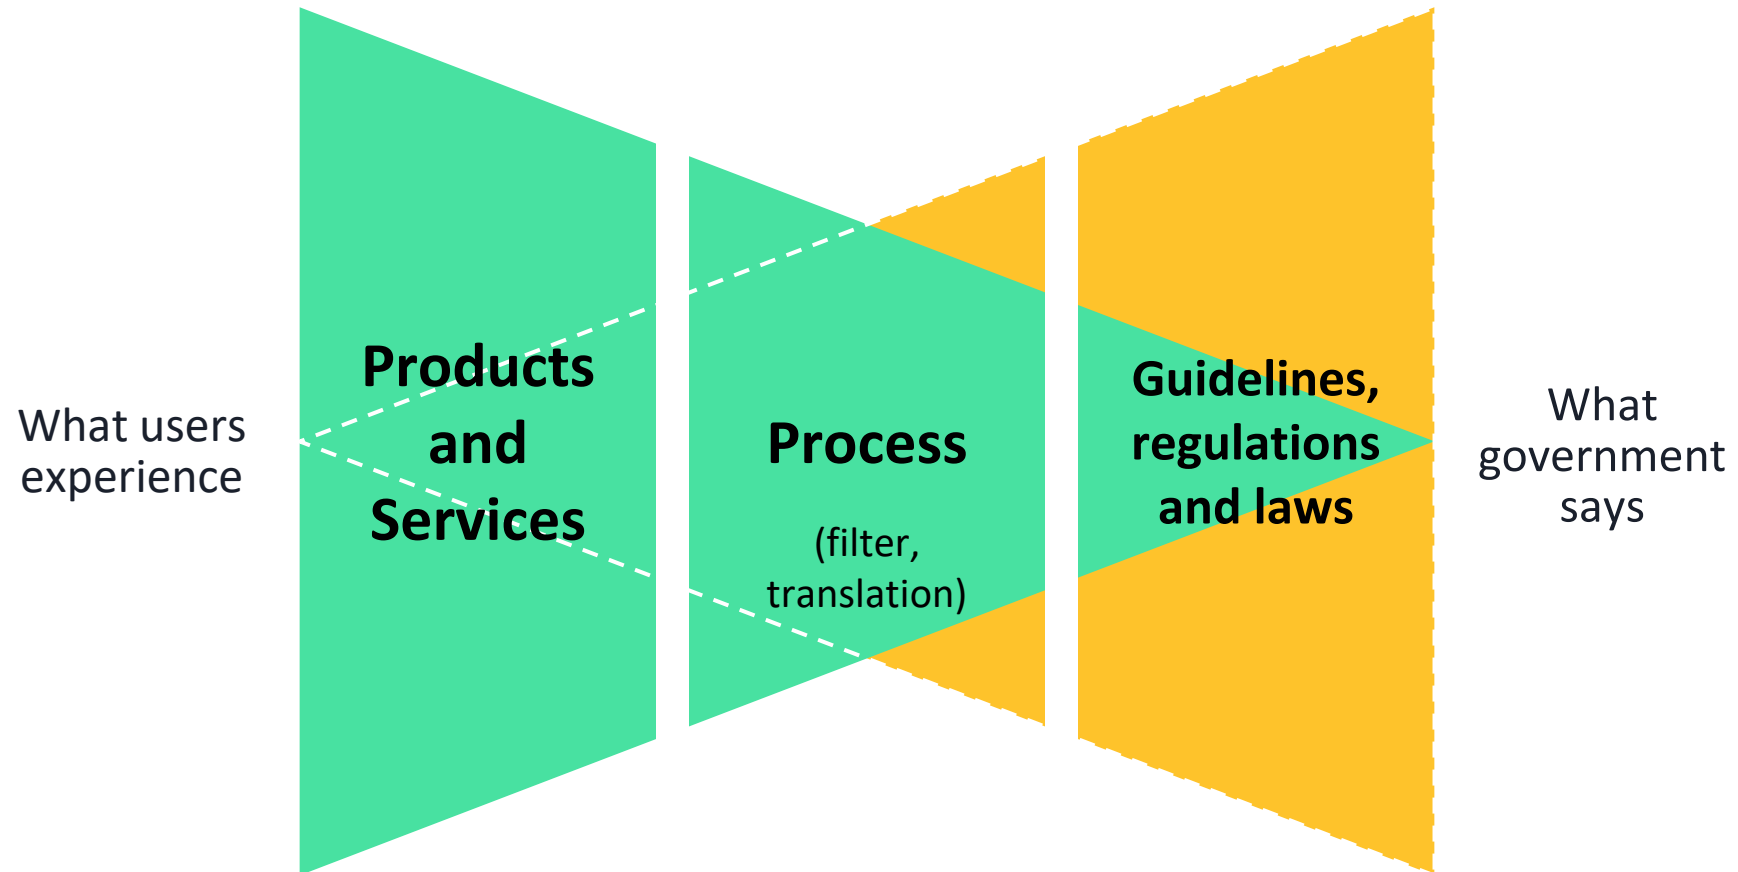 What users
experience
Products
and
Services
Process
(filter,
translation)
Guidelines,
regulations
and laws
What
government
says